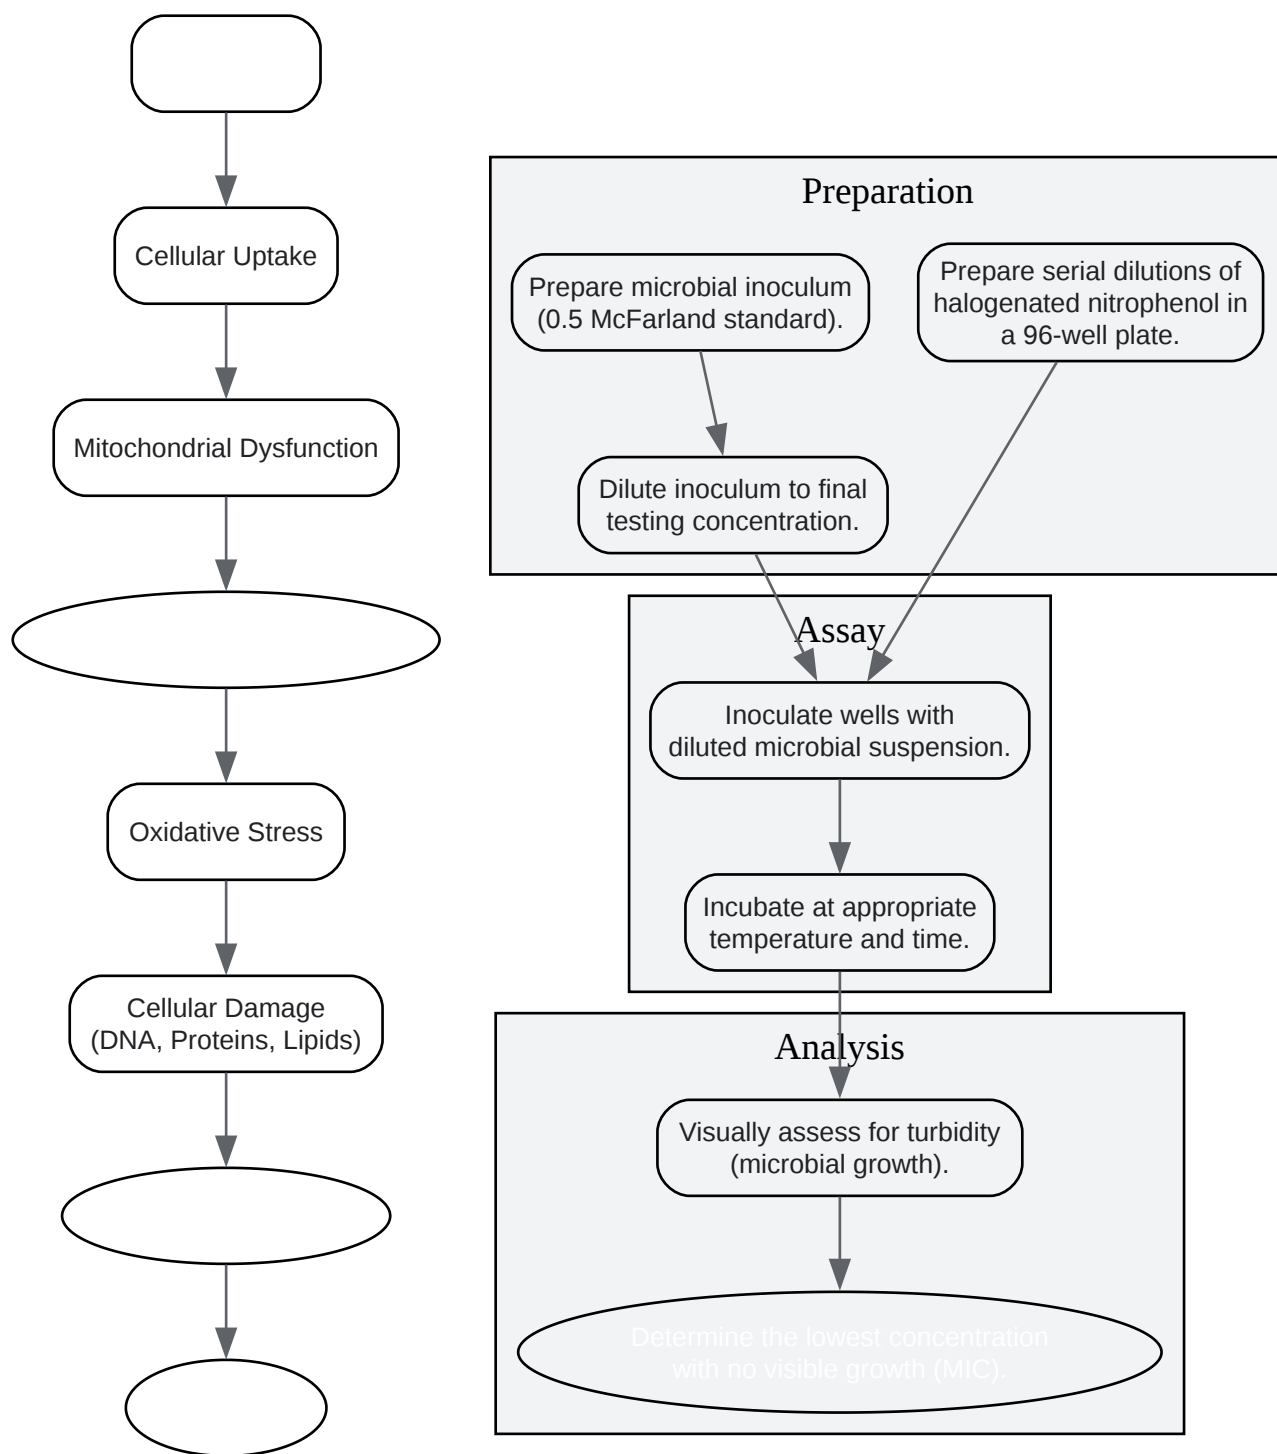 Cellular Uptake
Mitochondrial Dysfunction
Oxidative Stress
Cellular Damage
(DNA, Proteins, Lipids)
Preparation
Prepare microbial inoculum
(0.5 McFarland standard).
Prepare serial dilutions of
halogenated nitrophenol in
a 96-well plate.
Dilute inoculum to final
testing concentration.
Assay
Inoculate wells with
diluted microbial suspension.
Incubate at appropriate
temperature and time.
Analysis
Visually assess for turbidity
(microbial growth).
Determine the lowest concentration
with no visible growth (MIC).